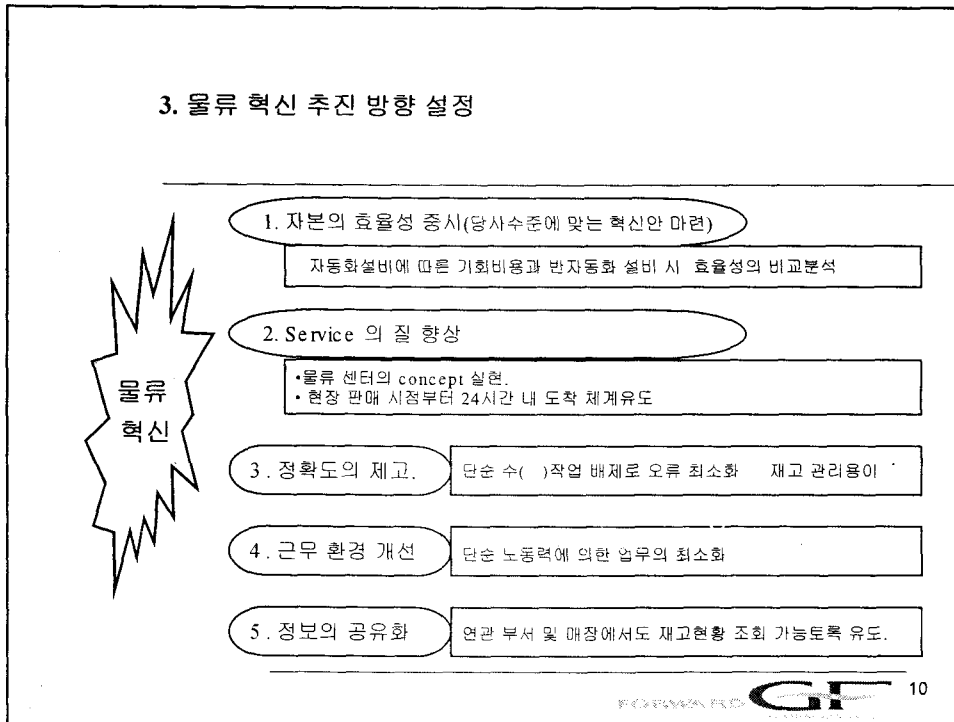 3. 물류 혁신 추진 방향 설정
물류
혁신
1. 자본의 효율성 중시(당사수준에 맞는 혁신안 마련)
자동화설비에 따른 기회비용과 반자동화 설비 시 효율성의 비교분석
2. Service 의 질 향상
•물류 센터의 concept 실현.
• 현장 판매 시점부터 24시간 내 도착 체계유도
3. 정확도의 제고.
단순 수( )작업 배제로 오류 최소화 재고 관리용이
4. 근무 환경 개선
단순 노동력에 의한 업무의 최소화
5. 정보의 공유화
연관 부서 및 매장에서도 재고현황 조회 가능토록 유도.
FORWARD GF
10